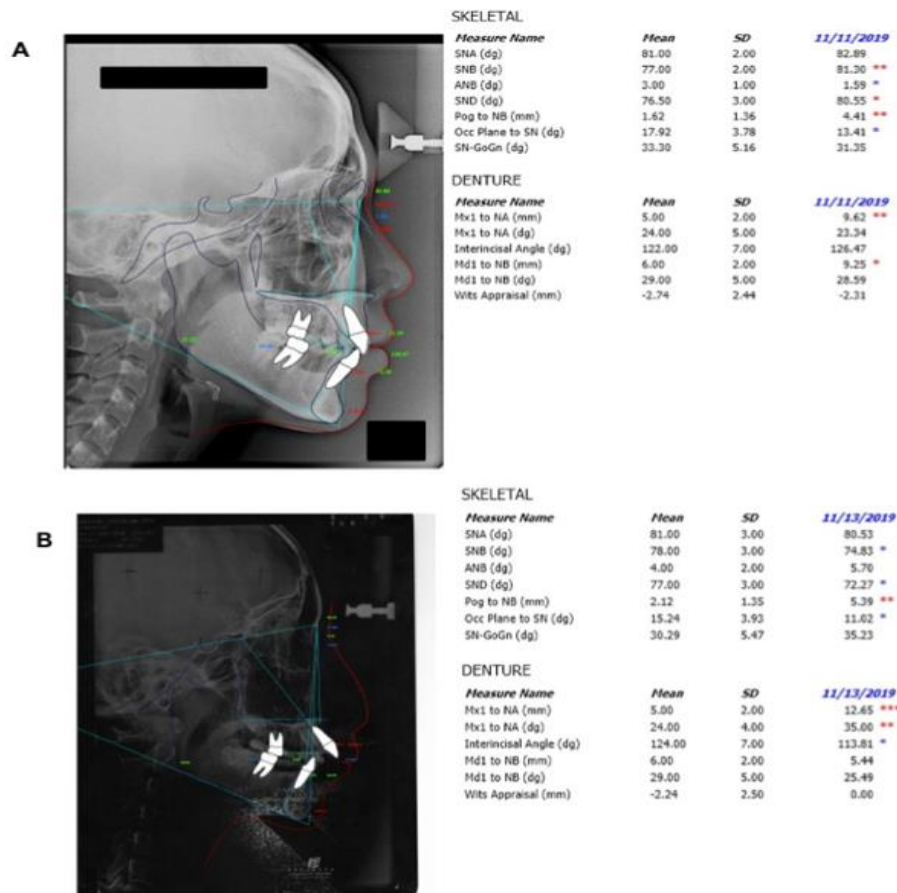 A
SKELETAL
Measure Name Mean SD 11/11/2019
SNA (dg) 81.00 2.00 82.89
SNB (dg) 77.00 2.00 81.30 **
ANB (dg) 3.00 1.00 1.59 *
SND (dg) 76.50 3.00 80.55 *
Pog to NB (mm) 1.62 1.36 4.41 **
Occ Plane to SN (dg) 17.92 3.78 13.41 *
SN-GoGn (dg) 33.30 5.16 31.35
DENTURE
Measure Name Mean SD 11/11/2019
Mx1 to NA (mm) 5.00 2.00 9.62 **
Mx1 to NA (dg) 24.00 5.00 23.34
Interincisal Angle (dg) 122.00 7.00 126.47
Md1 to NB (mm) 6.00 2.00 9.25 *
Md1 to NB (dg) 29.00 5.00 28.59
Wits Appraisal (mm) -2.74 2.44 -2.31
B
SKELETAL
Measure Name Mean SD 11/13/2019
SNA (dg) 81.00 3.00 80.53
SNB (dg) 78.00 3.00 74.83 *
ANB (dg) 4.00 2.00 5.70
SND (dg) 77.00 3.00 72.27 *
Pog to NB (mm) 2.12 1.35 5.39 **
Occ Plane to SN (dg) 15.24 3.93 11.02 *
SN-GoGn (dg) 30.29 5.47 35.23
DENTURE
Measure Name Mean SD 11/13/2019
Mx1 to NA (mm) 5.00 2.00 12.65 ***
Mx1 to NA (dg) 24.00 4.00 35.00 **
Interincisal Angle (dg) 124.00 7.00 113.81 *
Md1 to NB (mm) 6.00 2.00 5.44
Md1 to NB (dg) 29.00 5.00 25.49
Wits Appraisal (mm) -2.24 2.50 0.00